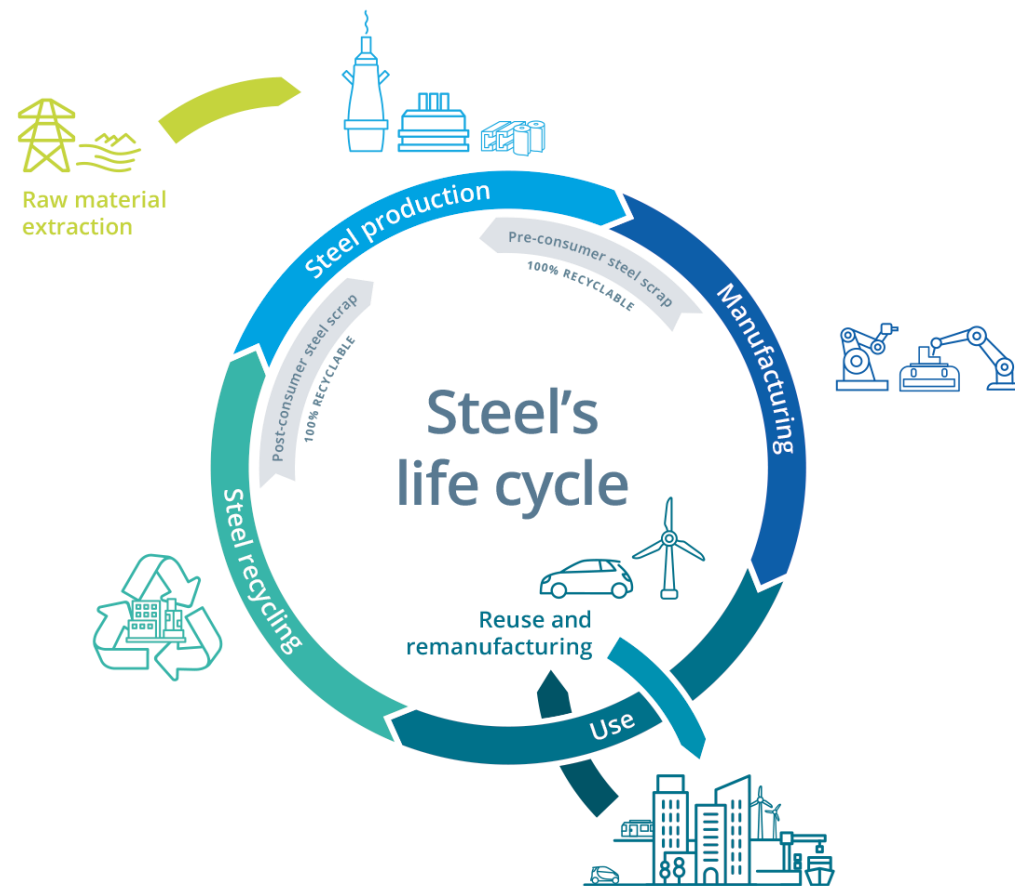 Raw material
extraction
Steel production
Pre-consumer steel scrap
100% RECYCLABLE
Manufacturing
Post-consumer steel scrap
100% RECYCLABLE
Steel's
life cycle
Steel recycling
Reuse and
remanufacturing
Use